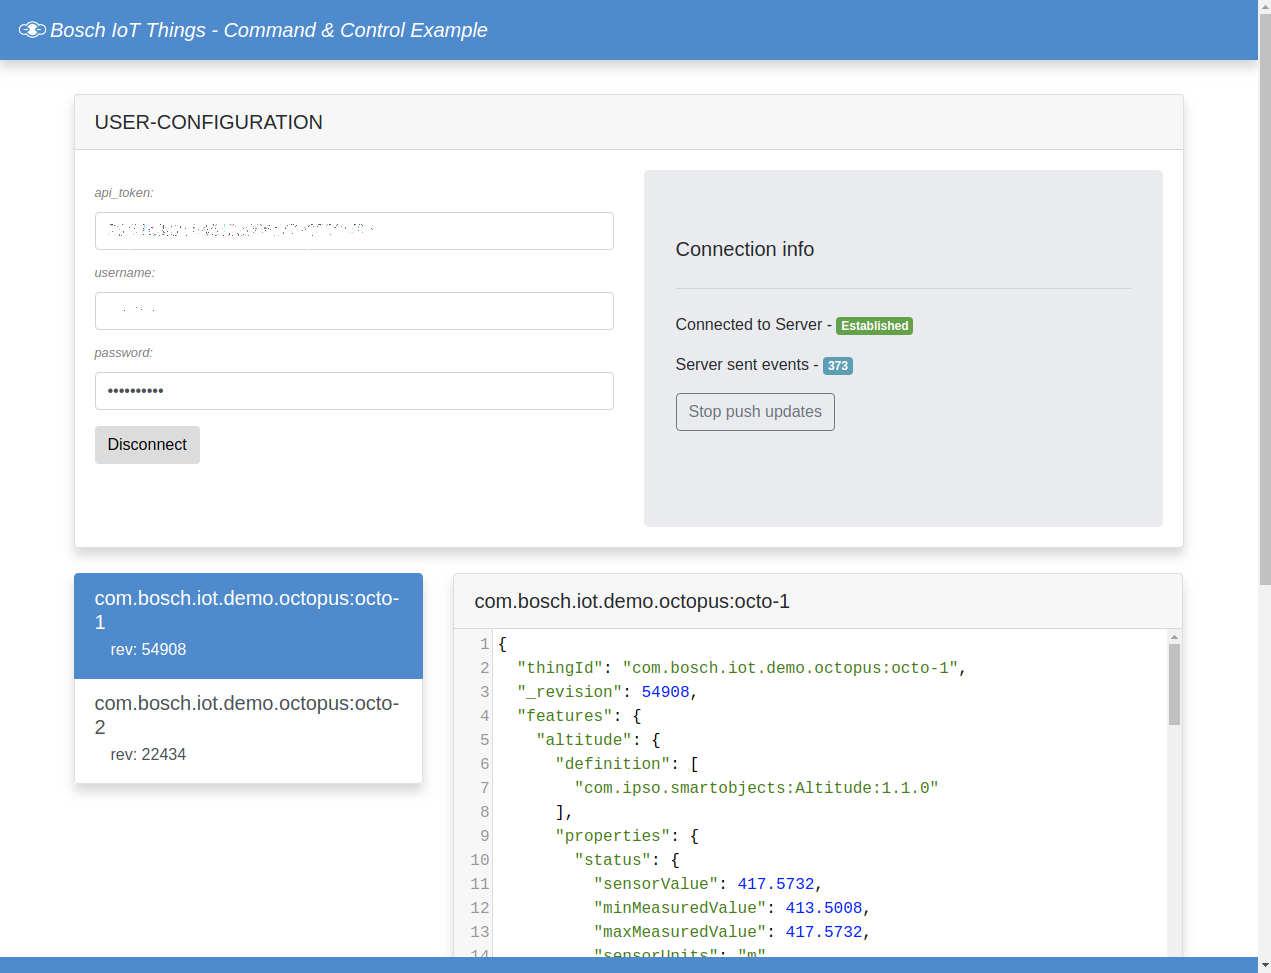 Bosch IoT Things - Command & Control Example
USER-CONFIGURATION
api_token:
username:
password:
••••••••••
Disconnect
Connection info
Connected to Server - Established
Server sent events - 373
Stop push updates
com.bosch.iot.demo.octopus:octo-
1
rev: 54908
com.bosch.iot.demo.octopus:octo-
2
rev: 22434
com.bosch.iot.demo.octopus:octo-1
1 {
2 "thingId": "com.bosch.iot.demo.octopus:octo-1",
3 "_revision": 54908,
4 "features": {
5 "altitude": {
6 "definition": [
7 "com.ipso.smartobjects:Altitude:1.1.0"
8 ],
9 "properties": {
10 "status": {
11 "sensorValue": 417.5732,
12 "minMeasuredValue": 413.5008,
13 "maxMeasuredValue": 417.5732,
14 "sensorUnits": "m"